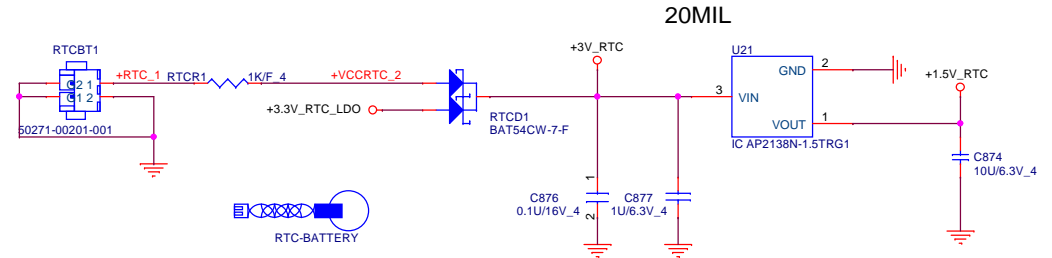 20MIL
RTCBT1
+RTC_1
RTCR1
1K/F_4
+VCCRTC_2
+3V_RTC
U21
GND
2
+1.5V_RTC
G2 1
G1 2
+3.3V_RTC_LDO
3
VIN
50271-00201-001
RTCD1
BAT54CW-7-F
VOUT
1
IC AP2138N-1.5TRG1
C874
10U/6.3V_4
1
C876
0.1U/16V_4
2
C877
1U/6.3V_4
RTC-BATTERY